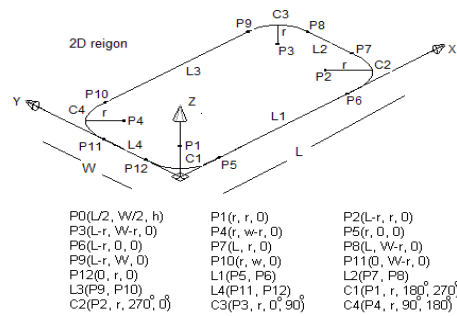 C3
P9
P8
2D reigon
r
L2
P3
P7
X
L3
r
C2
P2
P10
Z
Y
C4
r
P6
P4
L1
P11
L4
P1
L
W
C1
P12
P5
P0(L/2, W/2, h) P1(r, r, 0) P2(L-r, r, 0)
P3(L-r, W-r, 0) P4(r, w-r, 0) P5(r, 0, 0)
P6(L-r, 0, 0) P7(L, r, 0) P8(L, W-r, 0)
P9(L-r, W, 0) P10(r, w, 0) P11(0, W-r, 0)
P12(0, r, 0) L1(P5, P6) L2(P7, P8)
L3(P9, P10) L4(P11, P12) C1(P1, r, 180°, 270°)
C2(P2, r, 270°, 0°) C3(P3, r, 0°, 90°) C4(P4, r, 90°, 180°)